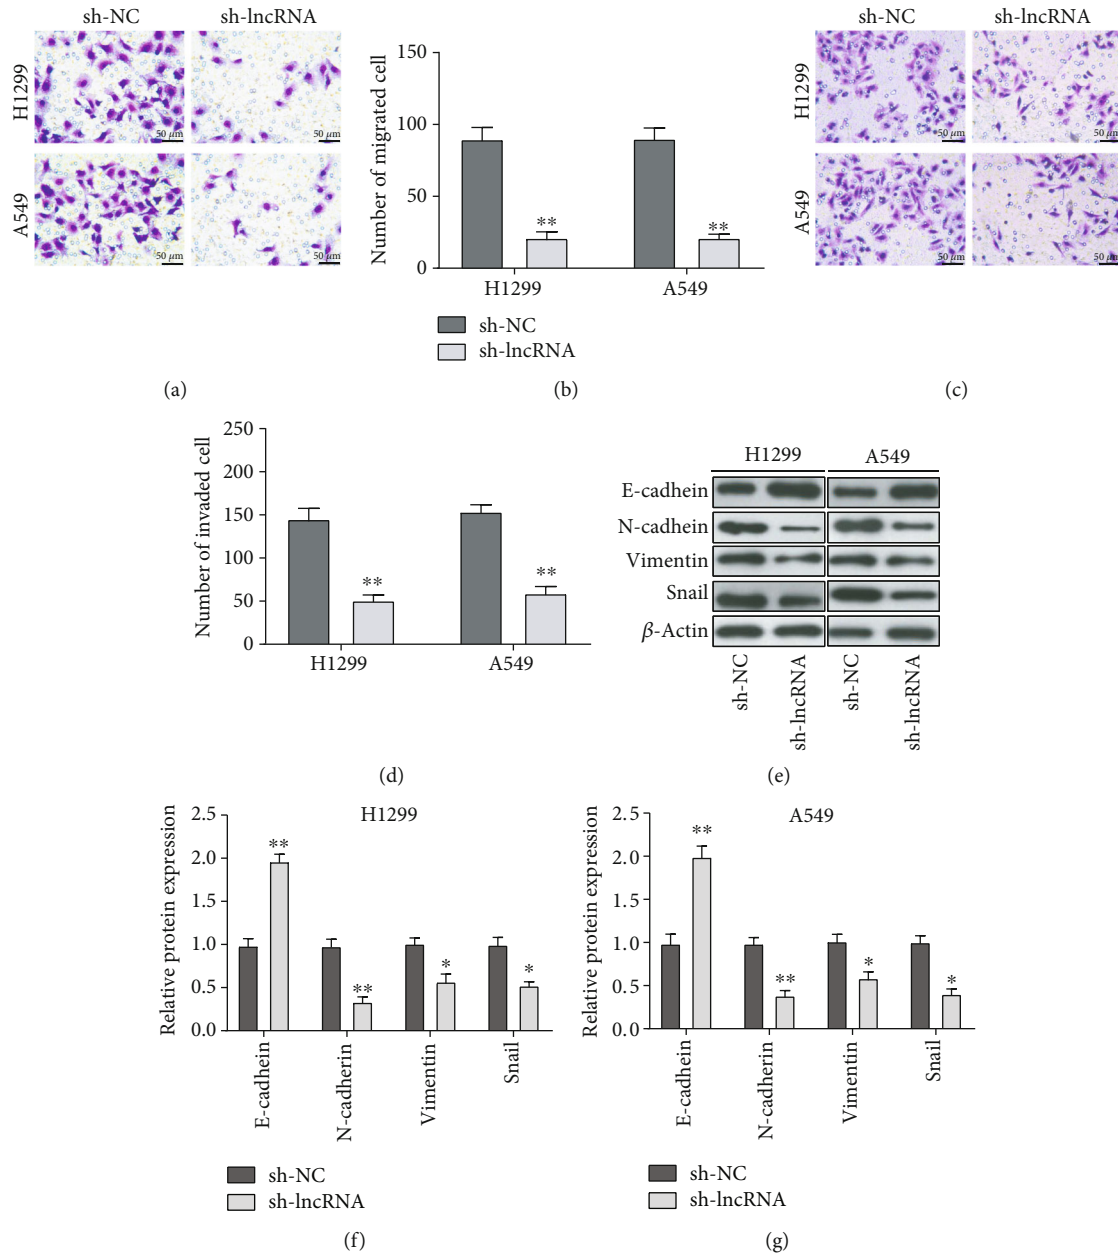 sh-NC sh-lncRNA
H1299
50 μm 50 μm
A549
50 μm 50 μm
(a)
Number of migrated cell
150
100
50
0
** **
H1299 A549
sh-NC
sh-lncRNA
(b)
sh-NC sh-lncRNA
H1299
50 μm 50 μm
A549
50 μm 50 μm
(c)
Number of invaded cell
250
200
150
100
50
0
** **
H1299 A549
(d)
H1299 A549
E-cadhein
N-cadhein
Vimentin
Snail
β-Actin
sh-NC
sh-lncRNA
sh-NC
sh-lncRNA
(e)
H1299
Relative protein expression
2.5
2.0
1.5
1.0
0.5
0.0
** ** * *
E-cadhein
N-cadherin
Vimentin
Snail
sh-NC
sh-lncRNA
(f)
A549
Relative protein expression
2.5
2.0
1.5
1.0
0.5
0.0
** ** * *
E-cadhein
N-cadherin
Vimentin
Snail
sh-NC
sh-lncRNA
(g)